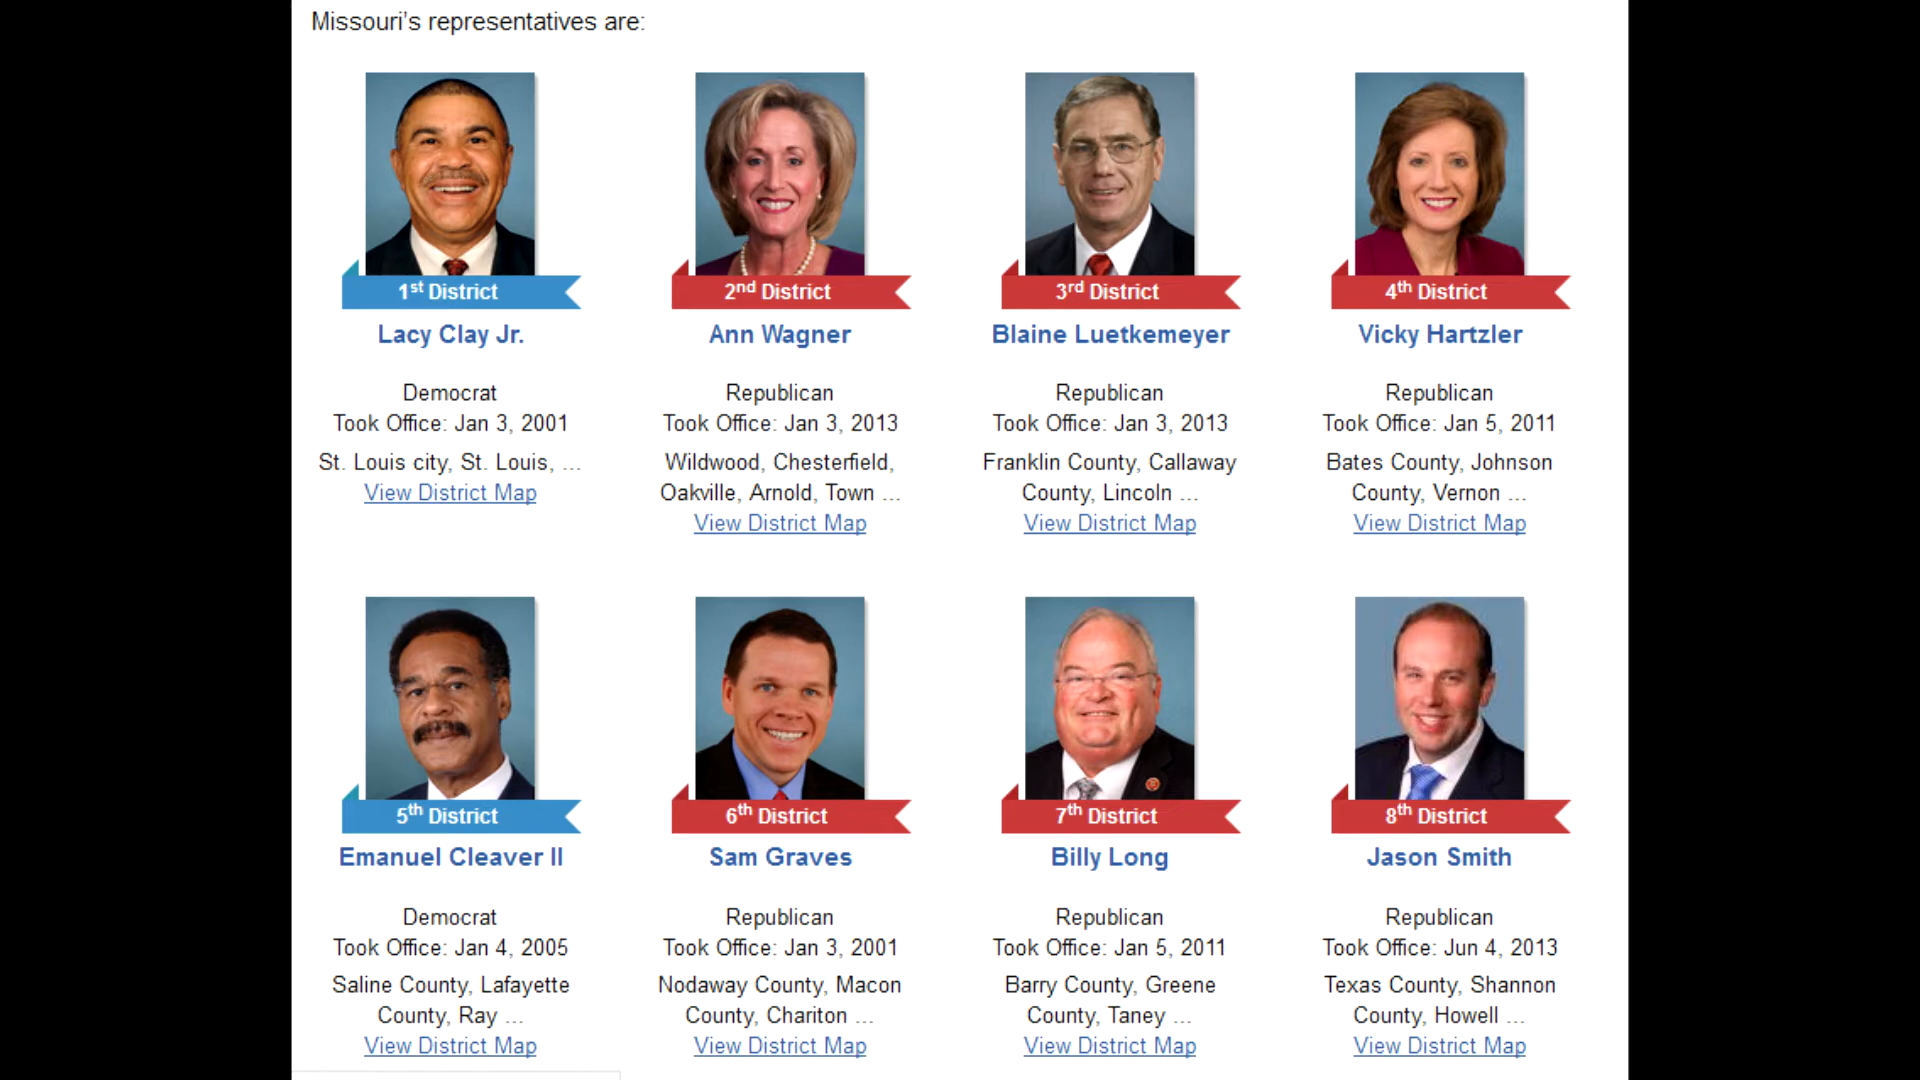 Missouri's representatives are:
1st District
Lacy Clay Jr.
Democrat
Took Office: Jan 3, 2001
St. Louis city, St. Louis, ...
View District Map
2nd District
Ann Wagner
Republican
Took Office: Jan 3, 2013
Wildwood, Chesterfield,
Oakville, Arnold, Town ...
View District Map
3rd District
Blaine Luetkemeyer
Republican
Took Office: Jan 3, 2013
Franklin County, Callaway
County, Lincoln ...
View District Map
4th District
Vicky Hartzler
Republican
Took Office: Jan 5, 2011
Bates County, Johnson
County, Vernon ...
View District Map
5th District
Emanuel Cleaver II
Democrat
Took Office: Jan 4, 2005
Saline County, Lafayette
County, Ray ...
View District Map
6th District
Sam Graves
Republican
Took Office: Jan 3, 2001
Nodaway County, Macon
County, Chariton ...
View District Map
7th District
Billy Long
Republican
Took Office: Jan 5, 2011
Barry County, Greene
County, Taney ...
View District Map
8th District
Jason Smith
Republican
Took Office: Jun 4, 2013
Texas County, Shannon
County, Howell ...
View District Map